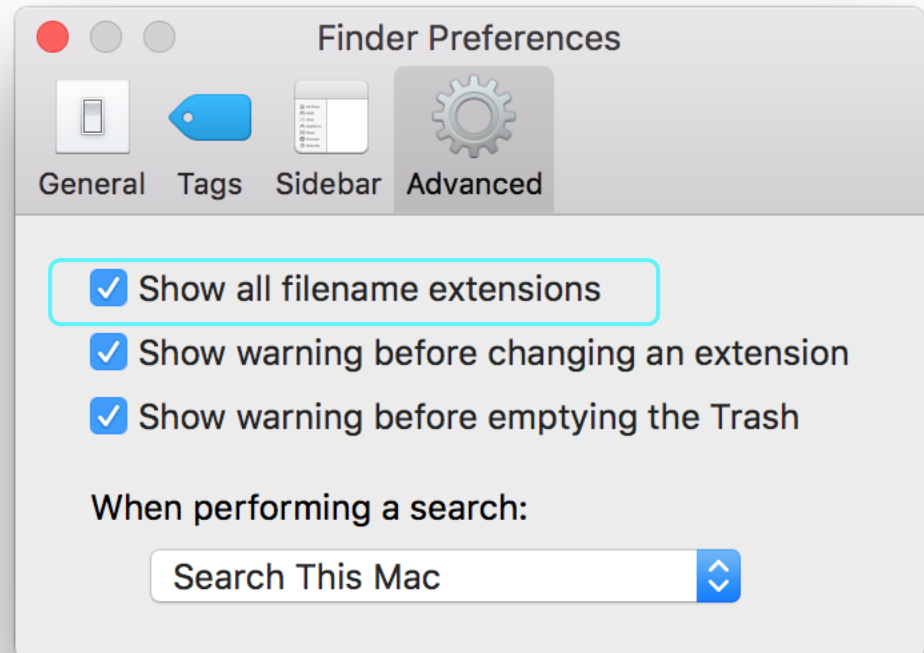 Finder Preferences
General Tags Sidebar Advanced
Show all filename extensions
Show warning before changing an extension
Show warning before emptying the Trash
When performing a search:
Search This Mac